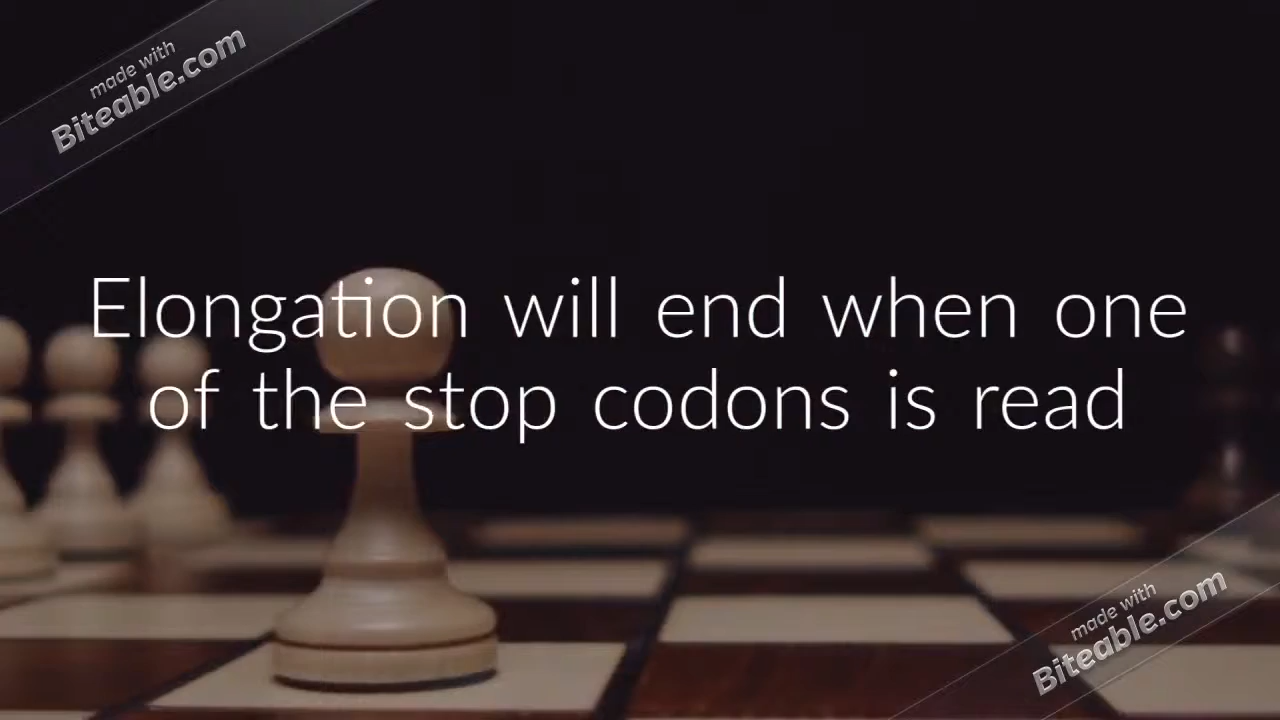 made with
Biteable.com
Elongation will end when one
of the stop codons is read
made with
Biteable.com